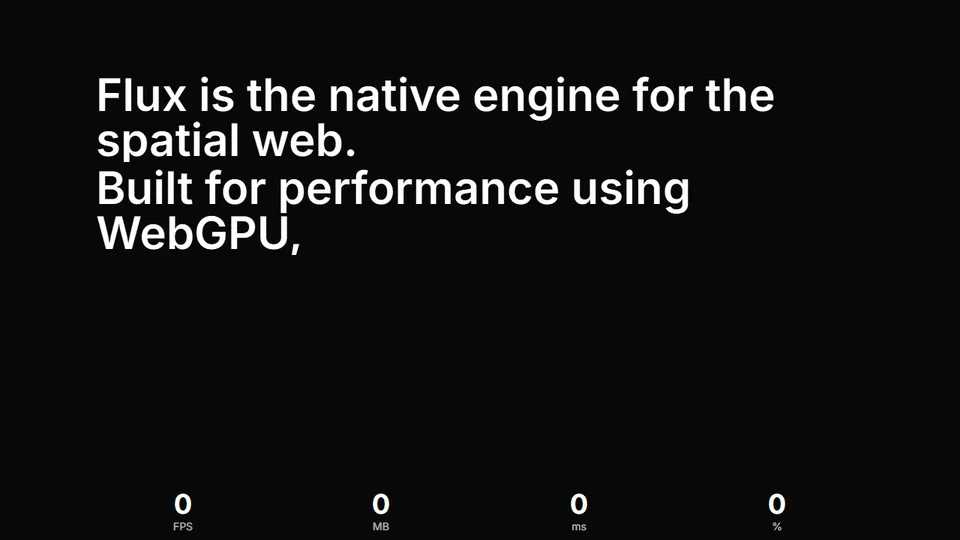 Flux is the native engine for the
spatial web.
Built for performance using
WebGPU,
0 0 0 0
FPS MB ms %